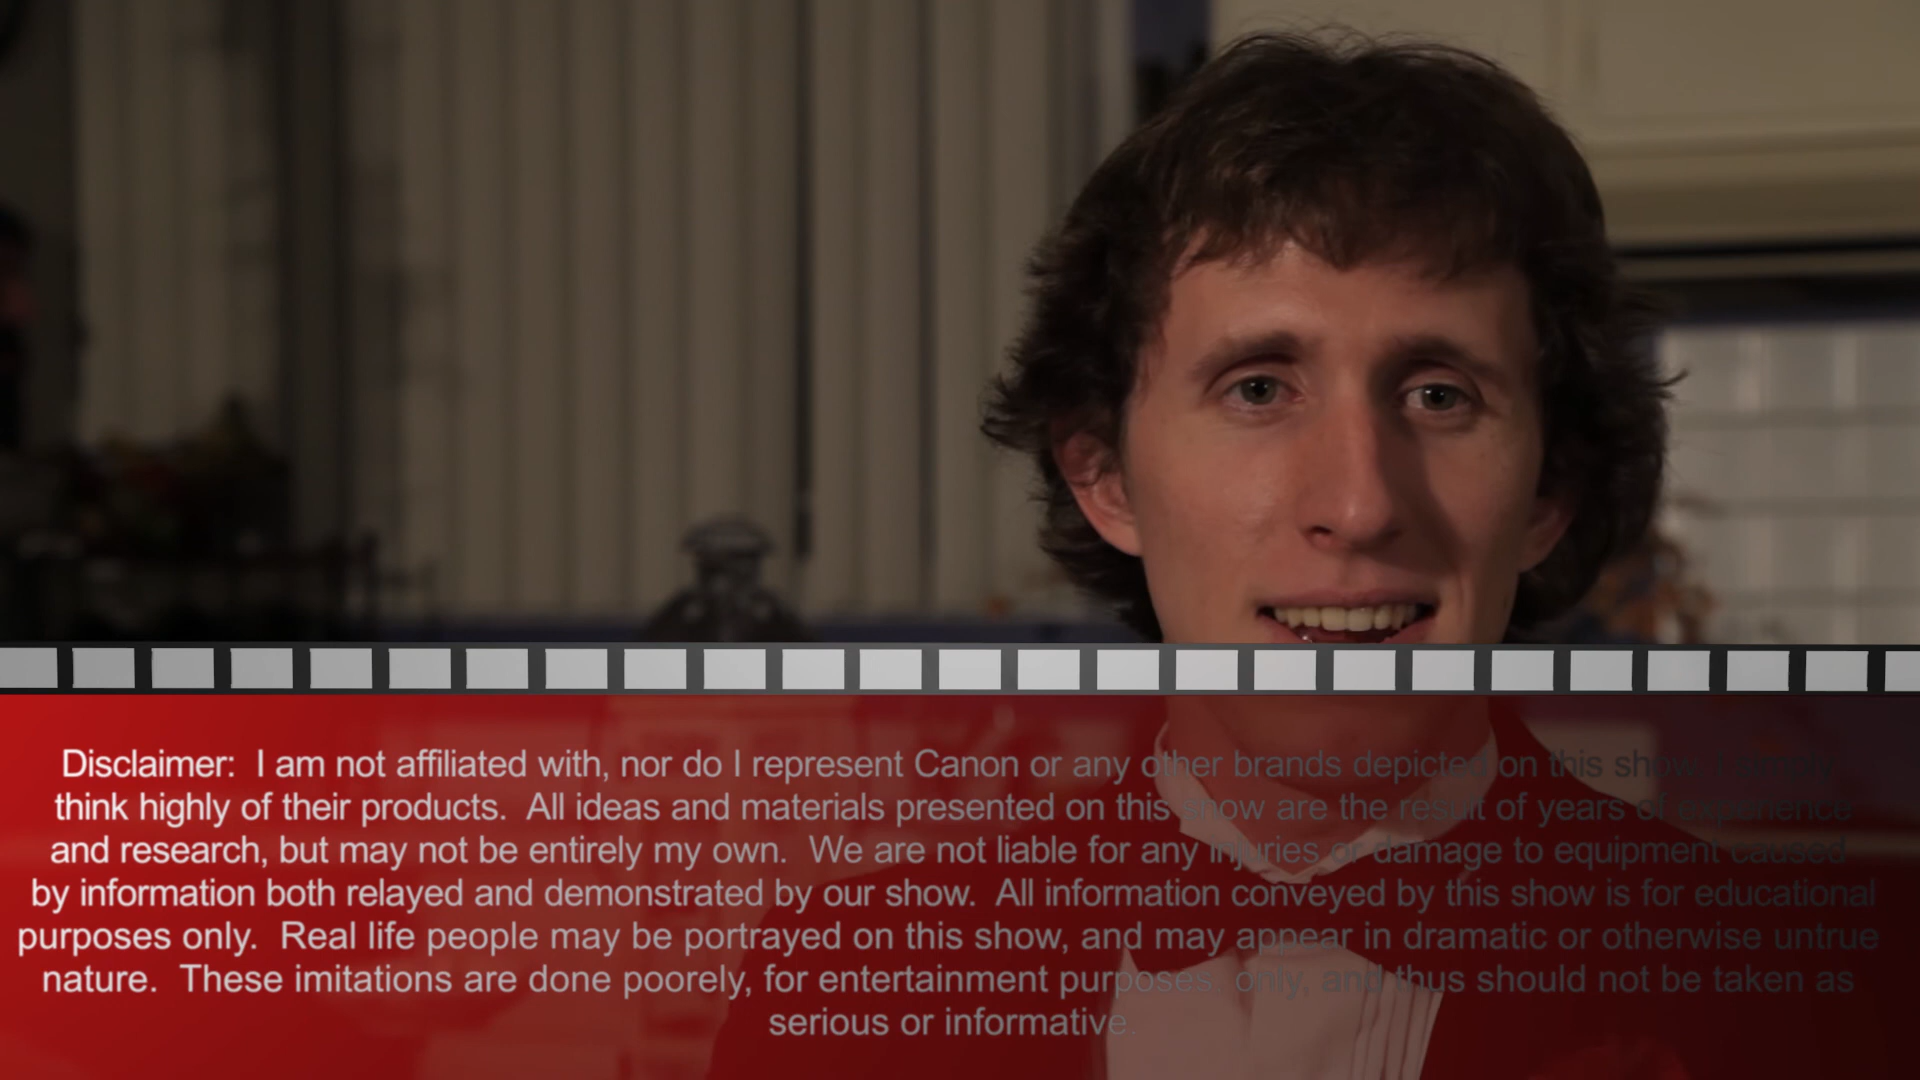 Disclaimer:  I am not affiliated with, nor do I represent Canon or any other brands depicted on this show. I simply
think highly of their products.  All ideas and materials presented on this show are the result of years of experience
and research, but may not be entirely my own.  We are not liable for any injuries or damage to equipment caused
by information both relayed and demonstrated by our show.  All information conveyed by this show is for educational
purposes only.  Real life people may be portrayed on this show, and may appear in dramatic or otherwise untrue
nature.  These imitations are done poorely, for entertainment purposes  only, and thus should not be taken as
serious or informative.